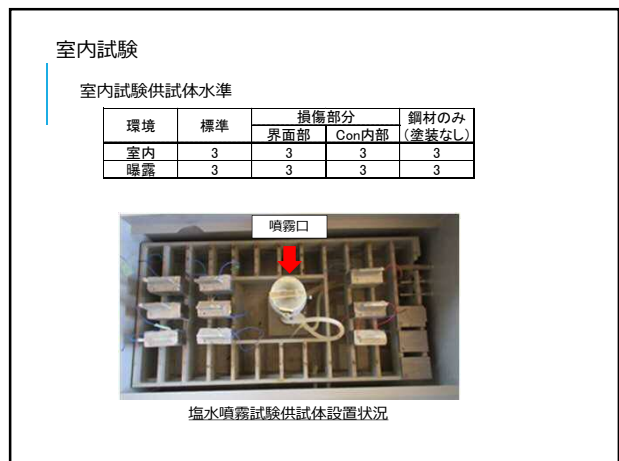 室内試験
室内試験供試体水準
環境 標準 損傷部分 鋼材のみ
界面部 Con内部 (塗装なし)
室内 3 3 3 3
曝露 3 3 3 3
噴霧口
塩水噴霧試験供試体設置状況